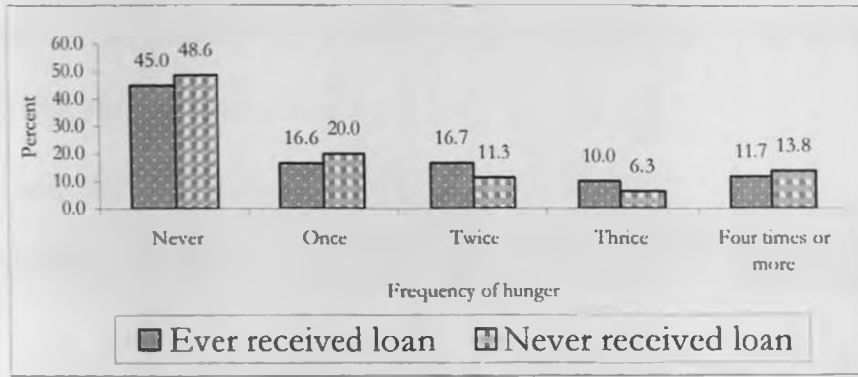 60.0
50.0
40.0
30.0
20.0
10.0
0.0
Percent
45.0 48.6
16.6 20.0
16.7 11.3
10.0 6.3
11.7 13.8
Never Once Twice Thrice Four times or
more
Frequency of hunger
Ever received loan Never received loan